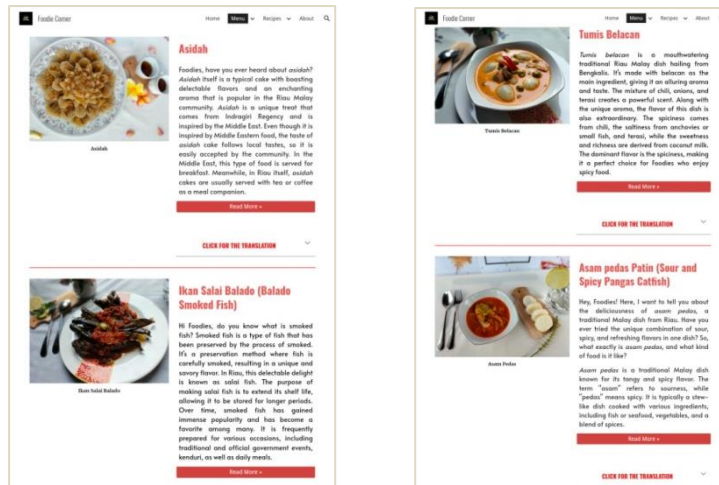 Foodie Corner
Home Menu Recipes About
Asidah
Foodies, have you ever heard about asidah?
Asidah itself is a typical cake with boasting
delectable flavors and an enchanting
aroma that is popular in the Riau Malay
community. Asidah is a unique treat that
comes from Indragiri Regency and is
inspired by the Middle East. Even though it is
inspired by Middle Eastern food, the taste of
asidah cake follows local tastes, so it is
easily accepted by the community. In the
Middle East, this type of food is served for
breakfast. Meanwhile, in Riau itself, asidah
cakes are usually served with tea or coffee
as a meal companion.
Asidah
Read More »
CLICK FOR THE TRANSLATION
Ikan Salai Balado (Balado
Smoked Fish)
Hi Foodies, do you know what is smoked
fish? Smoked fish is a type of fish that has
been preserved by the process of smoked.
It's a preservation method where fish is
carefully smoked, resulting in a unique and
savory flavor. In Riau, this delectable delight
is known as salai fish. The purpose of
making salai fish is to extend its shelf life,
allowing it to be stored for longer periods.
Over time, smoked fish has gained
immense popularity and has become a
favorite among many. It is frequently
prepared for various occasions, including
traditional and official government events,
kenduri, as well as daily meals.
Ikan Salai Balado
Read More »
Foodie Corner
Home Menu Recipes About
Tumis Belacan
Tumis belacan is a mouthwatering
traditional Riau Malay dish hailing from
Bengkalis. It's made with belacan as the
main ingredient, giving it an alluring aroma
and taste. The mixture of chili, onions, and
terasi creates a powerful scent. Along with
the unique aroma, the flavor of this dish is
also extraordinary. The spiciness comes
from chili, the saltiness from anchovies or
small fish, and terasi, while the sweetness
and richness are derived from coconut milk.
The dominant flavor is the spiciness, making
it a perfect choice for Foodies who enjoy
spicy food.
Tumis Belacan
Read More »
CLICK FOR THE TRANSLATION
Asam pedas Patin (Sour and
Spicy Pangas Catfish)
Hey, Foodies! Here, I want to tell you about
the deliciousness of asam pedas, a
traditional Malay dish from Riau. Have you
ever tried the unique combination of sour,
spicy, and refreshing flavors in one dish? So,
what exactly is asam pedas, and what kind
of food is it like?
Asam pedas is a traditional Malay dish
known for its tangy and spicy flavor. The
term "asam" refers to sourness, while
"pedas" means spicy. It is typically a stew-
like dish cooked with various ingredients,
including fish or seafood, vegetables, and a
blend of spices.
Asam Pedas
Read More »
CLICK FOR THE TRANSLATION